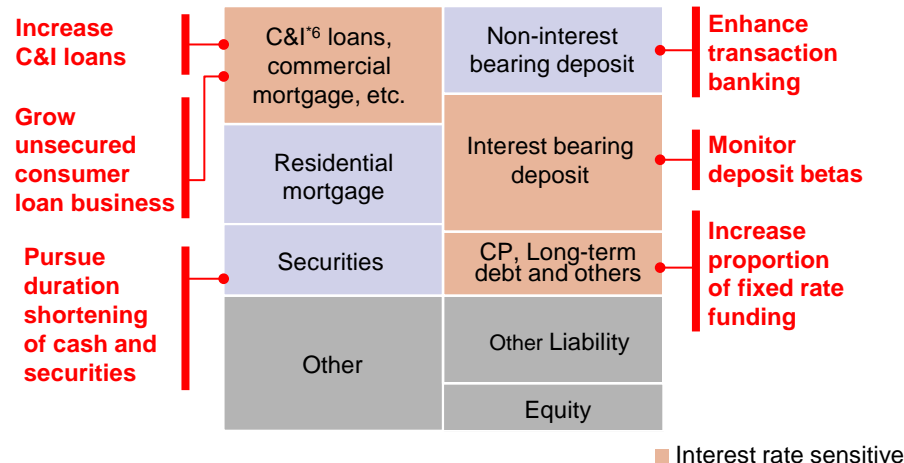 Increase
C&I loans
Grow
unsecured
consumer
loan business
Pursue
duration
shortening
of cash and
securities
C&I*6 loans,
commercial
mortgage, etc.
Residential
mortgage
Securities
Other
Non-interest
bearing deposit
Interest bearing
deposit
CP, Long-term
debt and others
Other Liability
Equity
Enhance
transaction
banking
Monitor
deposit betas
Increase
proportion
of fixed rate
funding
Interest rate sensitive